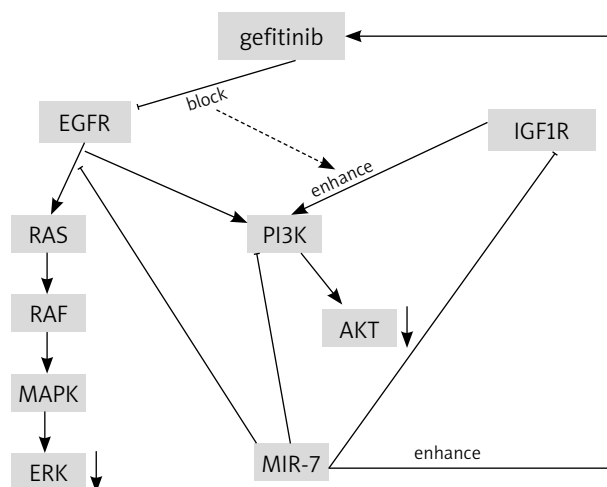 gefitinib
block
EGFR
IGF1R
enhance
RAS
PI3K
RAF
AKT
MAPK
MIR-7
enhance
ERK